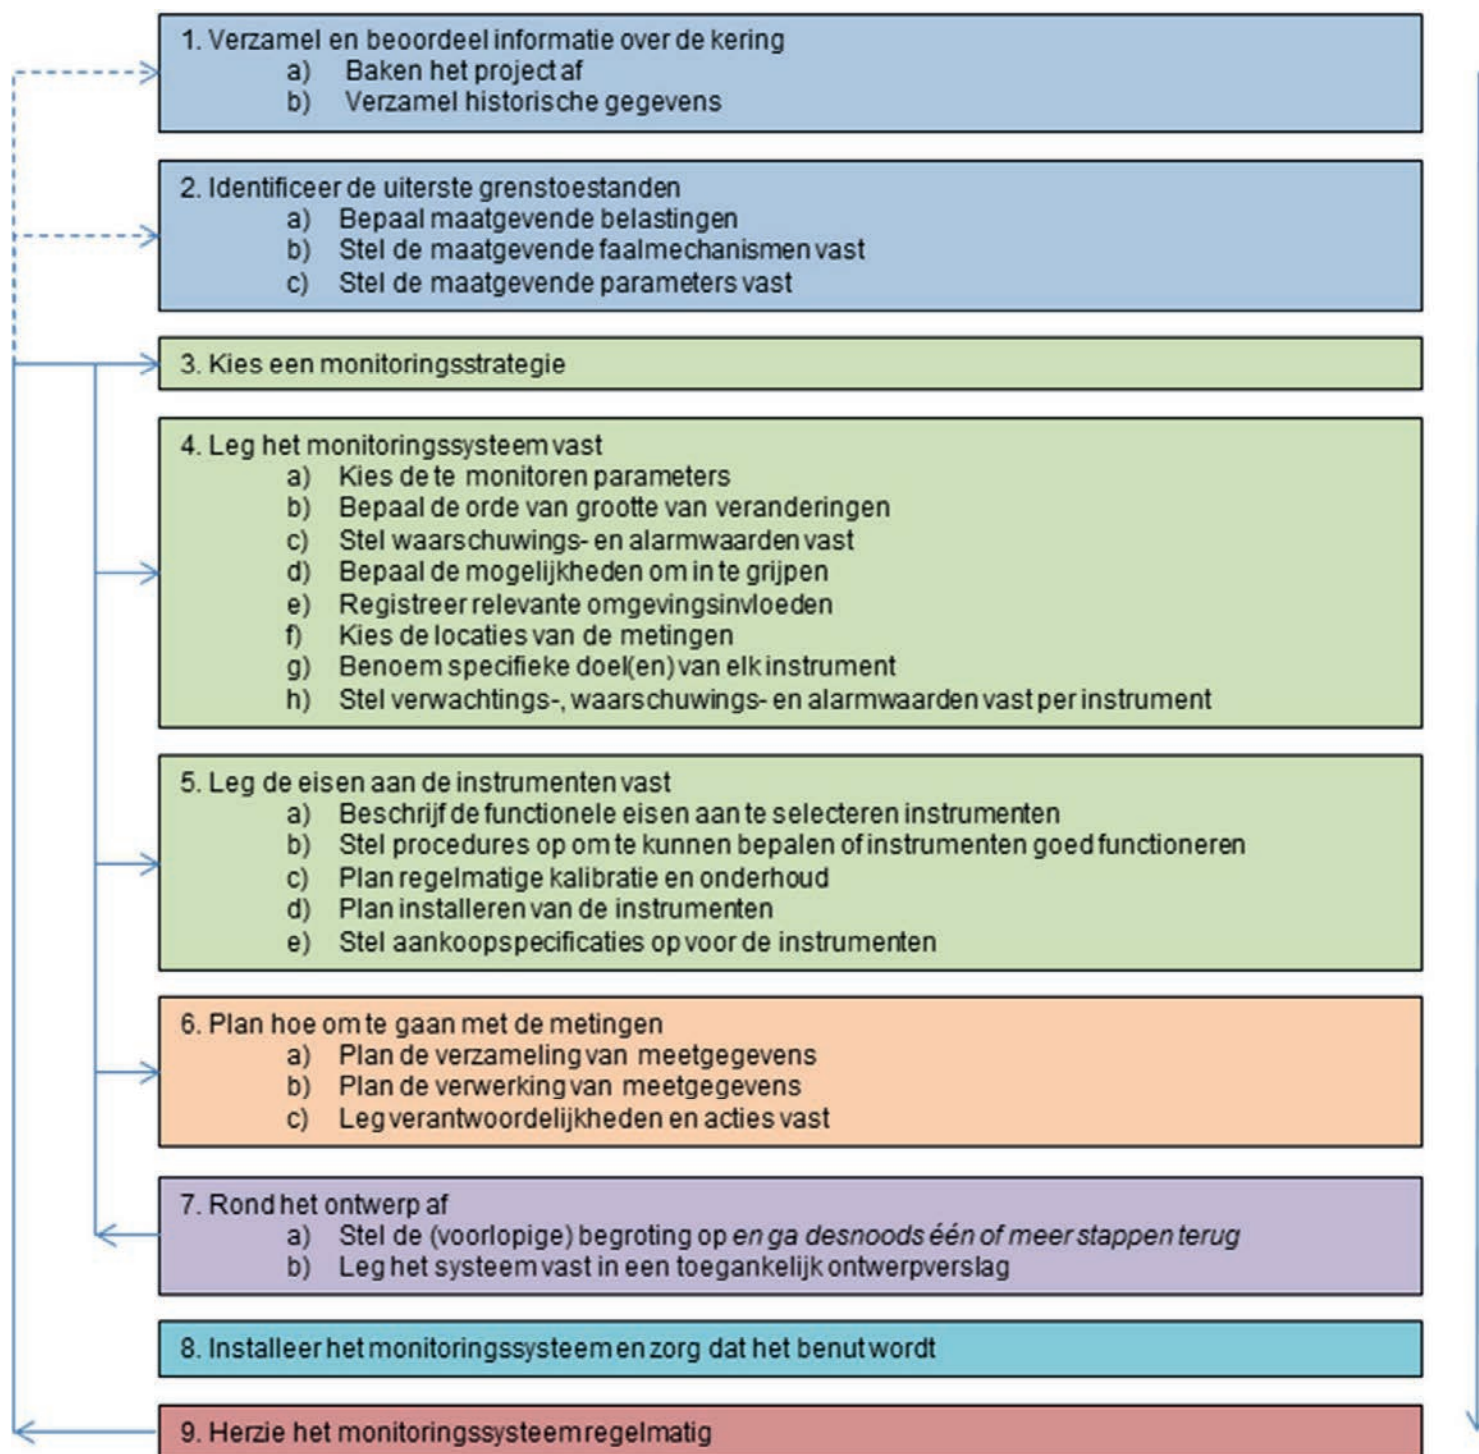 1. Verzamel en beoordeel informatie over de kering
a) Baken het project af
b) Verzamel historische gegevens
2. Identificeer de uiterste grenstoestanden
a) Bepaal maatgevende belastingen
b) Stel de maatgevende faalmechanismen vast
c) Stel de maatgevende parameters vast
3. Kies een monitoringsstrategie
4. Leg het monitoringssysteem vast
a) Kies de te monitoren parameters
b) Bepaal de orde van grootte van veranderingen
c) Stel waarschuwings- en alarmwaarden vast
d) Bepaal de mogelijkheden om in te grijpen
e) Registreer relevante omgevingsinvloeden
f) Kies de locaties van de metingen
g) Benoem specifieke doel(en) van elk instrument
h) Stel verwachtings-, waarschuwings- en alarmwaarden vast per instrument
5. Leg de eisen aan de instrumenten vast
a) Beschrijf de functionele eisen aan te selecteren instrumenten
b) Stel procedures op om te kunnen bepalen of instrumenten goed functioneren
c) Plan regelmatige kalibratie en onderhoud
d) Plan installeren van de instrumenten
e) Stel aankoopspecificaties op voor de instrumenten
6. Plan hoe om te gaan met de metingen
a) Plan de verzameling van meetgegevens
b) Plan de verwerking van meetgegevens
c) Leg verantwoordelijkheden en acties vast
7. Rond het ontwerp af
a) Stel de (voorlopige) begroting op en ga desnoods één of meer stappen terug
b) Leg het systeem vast in een toegankelijk ontwerpverslag
8. Installeer het monitoringssysteem en zorg dat het benut wordt
9. Herzie het monitoringssysteem regelmatig